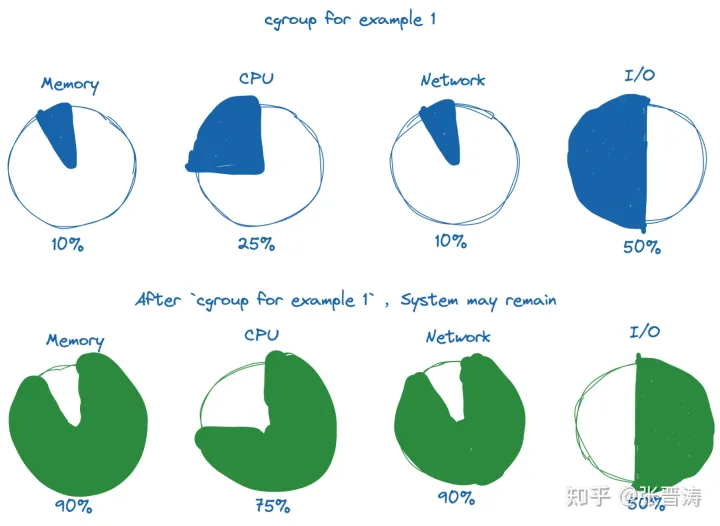 cgroup for example 1
Memory CPU Network I/O
10% 25% 10% 50%
After `cgroup for example 1` , System may remain
Memory CPU Network I/O
90% 75% 90% 50%
知乎 @张晋涛